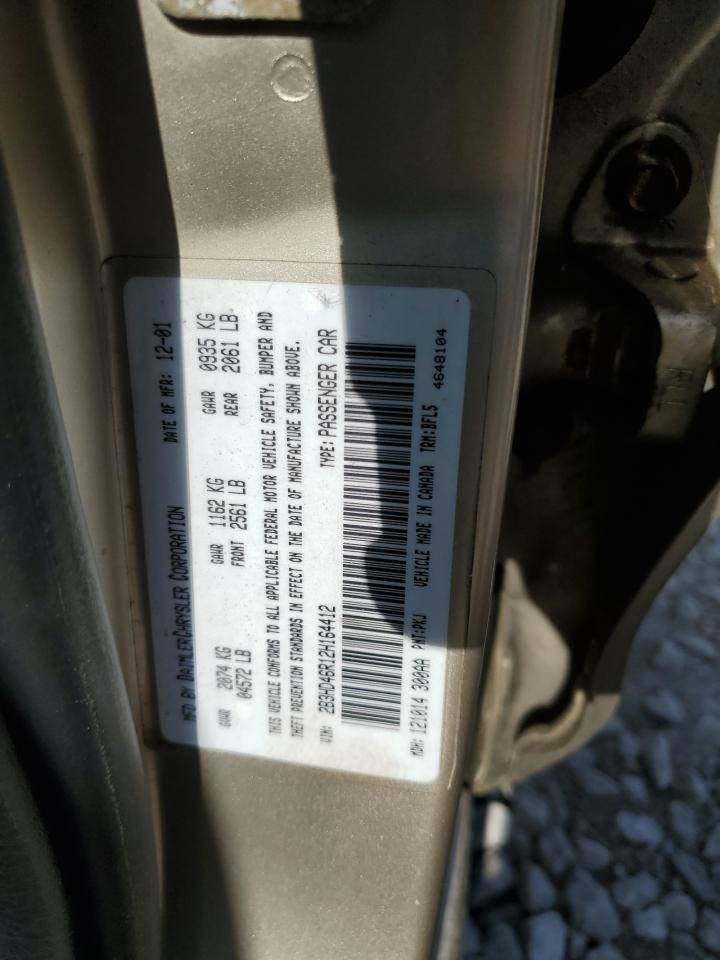 MFD BY DAIMLERCHRYSLER CORPORATION DATE OF MFR: 12-01
GVWR 2074 KG GAWR 1162 KG GAWR 0935 KG
04572 LB FRONT 2561 LB REAR 2061 LB
THIS VEHICLE CONFORMS TO ALL APPLICABLE FEDERAL MOTOR VEHICLE SAFETY, BUMPER AND
THEFT PREVENTION STANDARDS IN EFFECT ON THE DATE OF MANUFACTURE SHOWN ABOVE.
VIN: 2B3HD46R12H164412 TYPE: PASSENGER CAR
MDH: 121014 300AA PNT:PKJ VEHICLE MADE IN CANADA TRM:BFL5
4648104